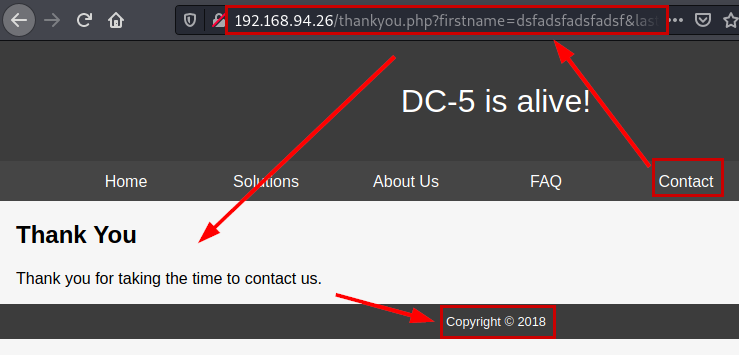 192.168.94.26/thankyou.php?firstname=dsfadsfadsfadsf&las
DC-5 is alive!
Home Solutions About Us FAQ Contact
Thank You
Thank you for taking the time to contact us.
Copyright © 2018